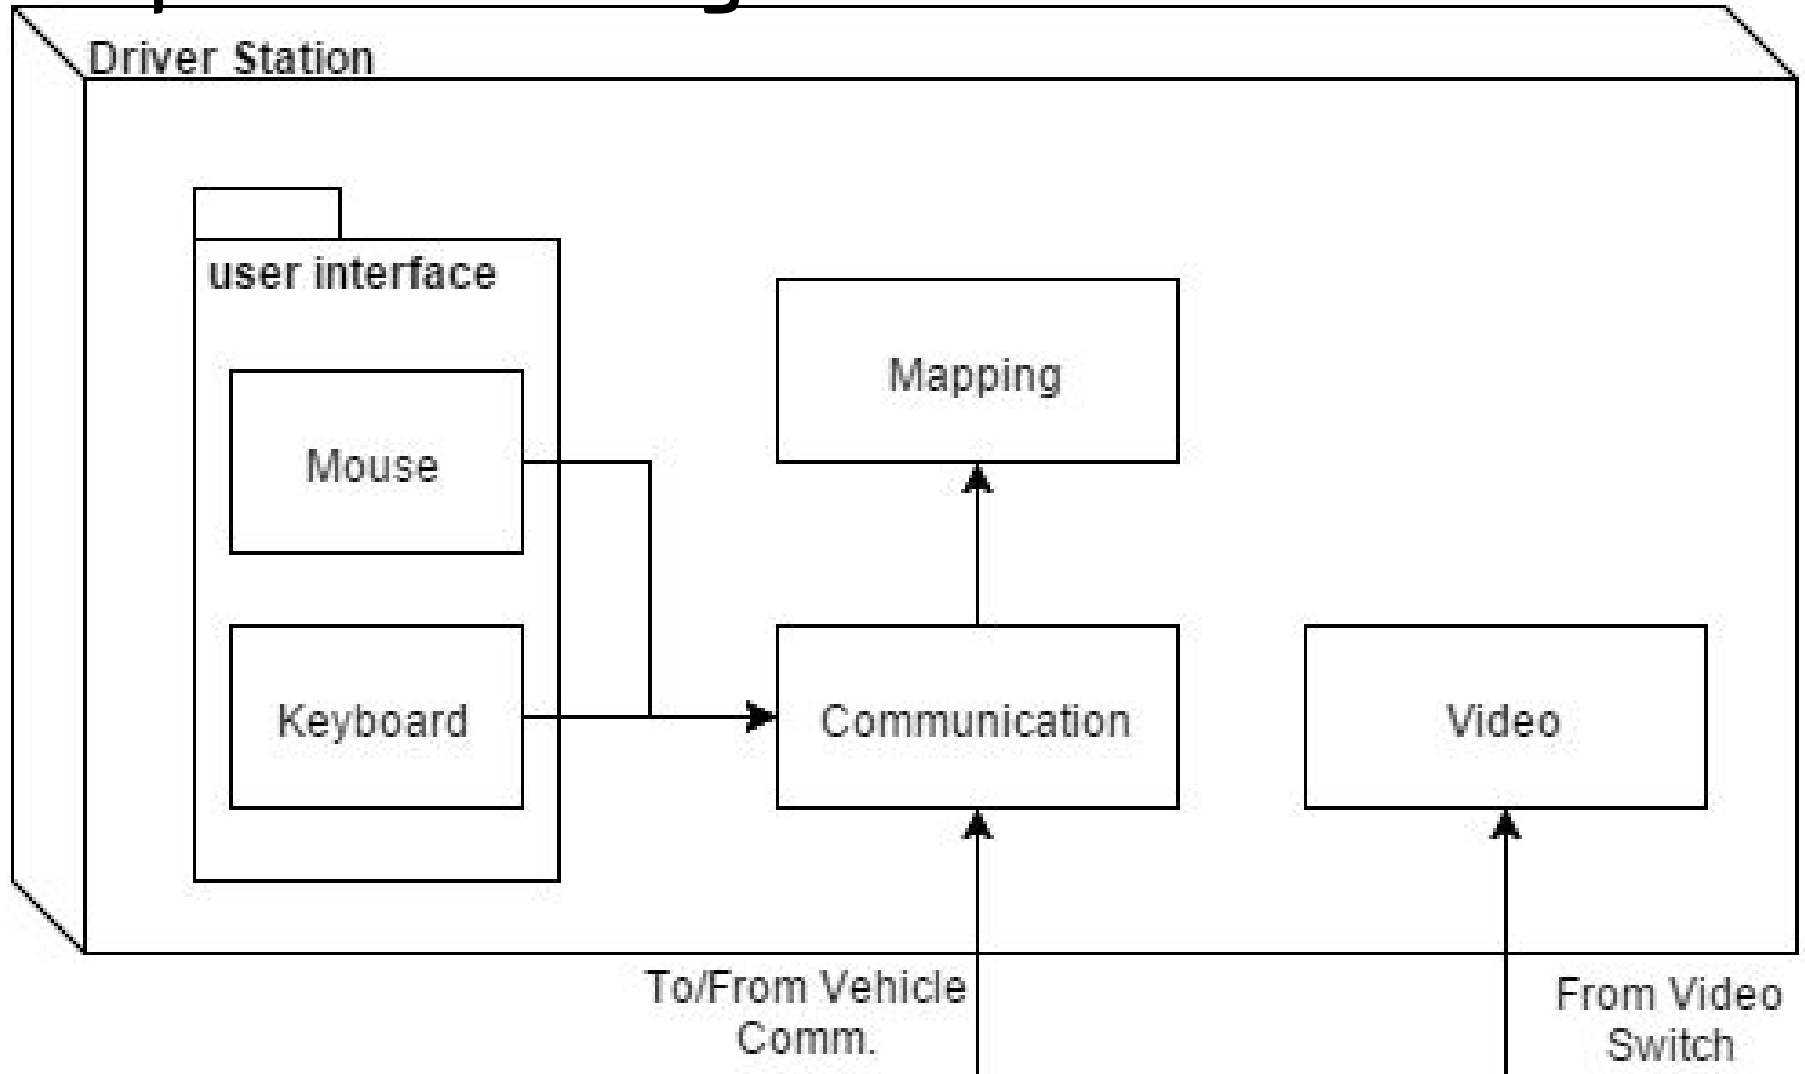 Driver Station
user interface
Mapping
Mouse
Keyboard
Communication
Video
To/From Vehicle
Comm.
From Video
Switch